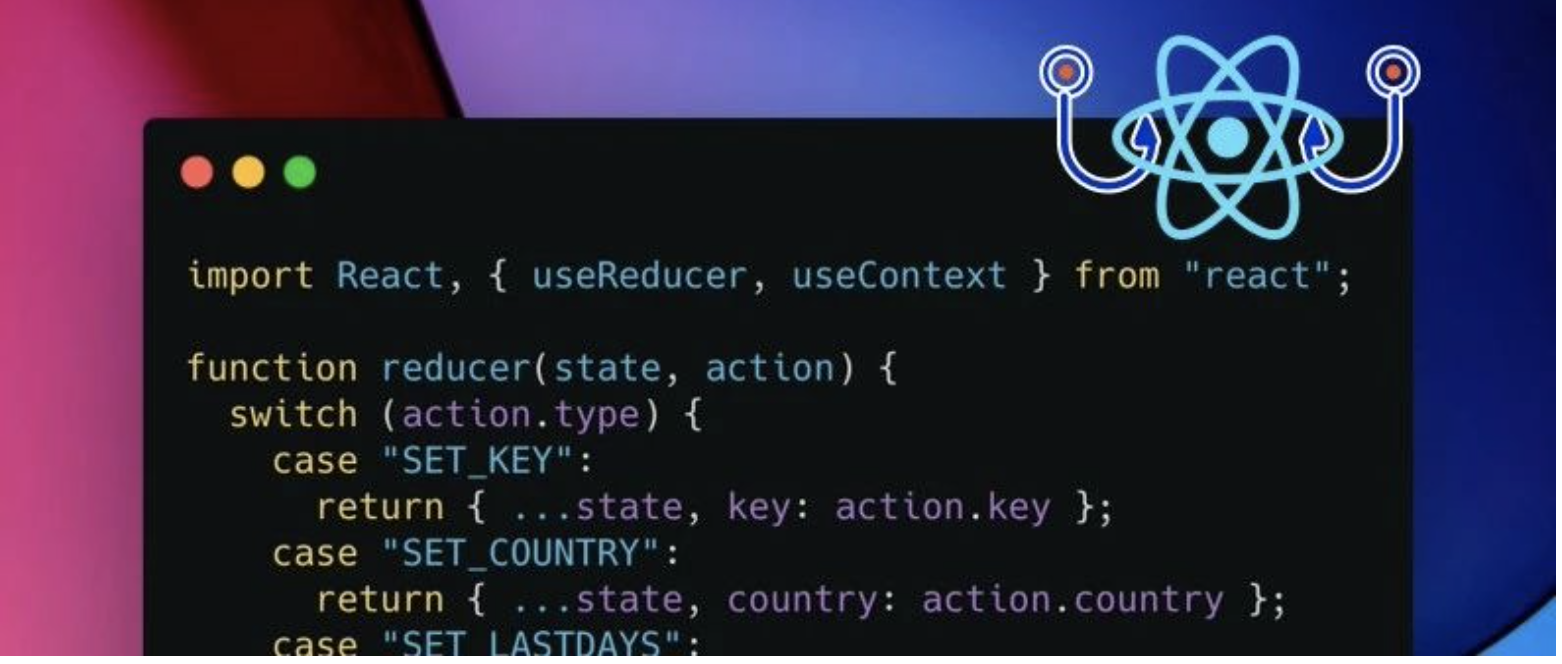 import React, { useReducer, useContext } from "react";
function reducer(state, action) {
switch (action.type) {
case "SET_KEY":
return { ...state, key: action.key };
case "SET_COUNTRY":
return { ...state, country: action.country };
case "SET_LASTDAYS":